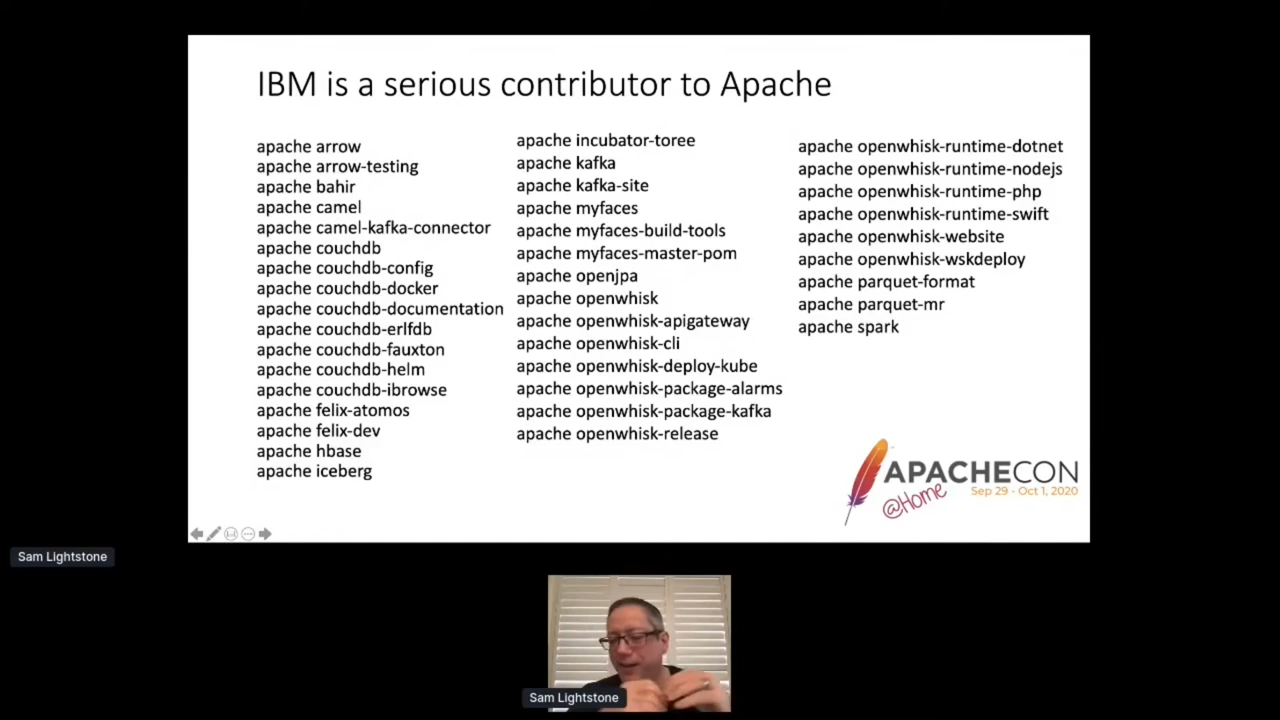 IBM is a serious contributor to Apache
apache arrow
apache arrow-testing
apache bahir
apache camel
apache camel-kafka-connector
apache couchdb
apache couchdb-config
apache couchdb-docker
apache couchdb-documentation
apache couchdb-erlfdb
apache couchdb-fauxton
apache couchdb-helm
apache couchdb-ibrowse
apache felix-atomos
apache felix-dev
apache hbase
apache iceberg
apache incubator-toree
apache kafka
apache kafka-site
apache myfaces
apache myfaces-build-tools
apache myfaces-master-pom
apache openjpa
apache openwhisk
apache openwhisk-apigateway
apache openwhisk-cli
apache openwhisk-deploy-kube
apache openwhisk-package-alarms
apache openwhisk-package-kafka
apache openwhisk-release
apache openwhisk-runtime-dotnet
apache openwhisk-runtime-nodejs
apache openwhisk-runtime-php
apache openwhisk-runtime-swift
apache openwhisk-website
apache openwhisk-wskdeploy
apache parquet-format
apache parquet-mr
apache spark
APACHECON
@Home
Sep 29 - Oct 1, 2020
Sam Lightstone
Sam Lightstone